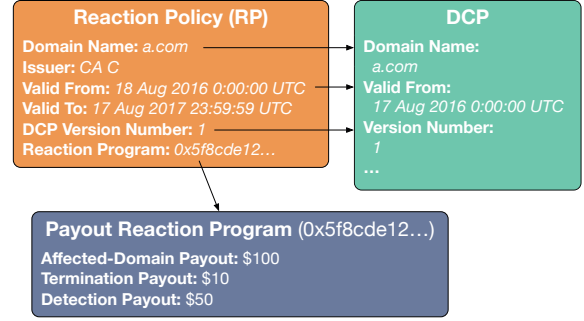 Reaction Policy (RP)
Domain Name: a.com
Issuer: CA C
Valid From: 18 Aug 2016 0:00:00 UTC
Valid To: 17 Aug 2017 23:59:59 UTC
DCP Version Number: 1
Reaction Program: 0x5f8cde12...
DCP
Domain Name:
a.com
Valid From:
17 Aug 2016 0:00:00 UTC
Version Number:
1
...
Payout Reaction Program (0x5f8cde12...)
Affected-Domain Payout: $100
Termination Payout: $10
Detection Payout: $50